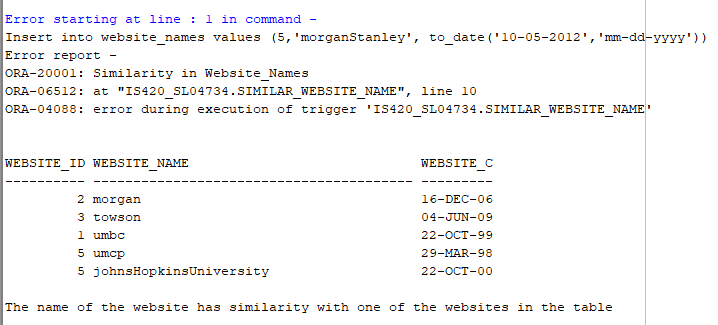 Error starting at line : 1 in command -
Insert into website_names values (5,'morganStanley', to_date('10-05-2012','mm-dd-yyyy'))
Error report -
ORA-20001: Similarity in Website_Names
ORA-06512: at "IS420_SL04734.SIMILAR_WEBSITE_NAME", line 10
ORA-04088: error during execution of trigger 'IS420_SL04734.SIMILAR_WEBSITE_NAME'
WEBSITE_ID WEBSITE_NAME WEBSITE_C
---------- ---------------------------------------- ---------
2 morgan 16-DEC-06
3 towson 04-JUN-09
1 umbc 22-OCT-99
5 umcp 29-MAR-98
5 johnsHopkinsUniversity 22-OCT-00
The name of the website has similarity with one of the websites in the table